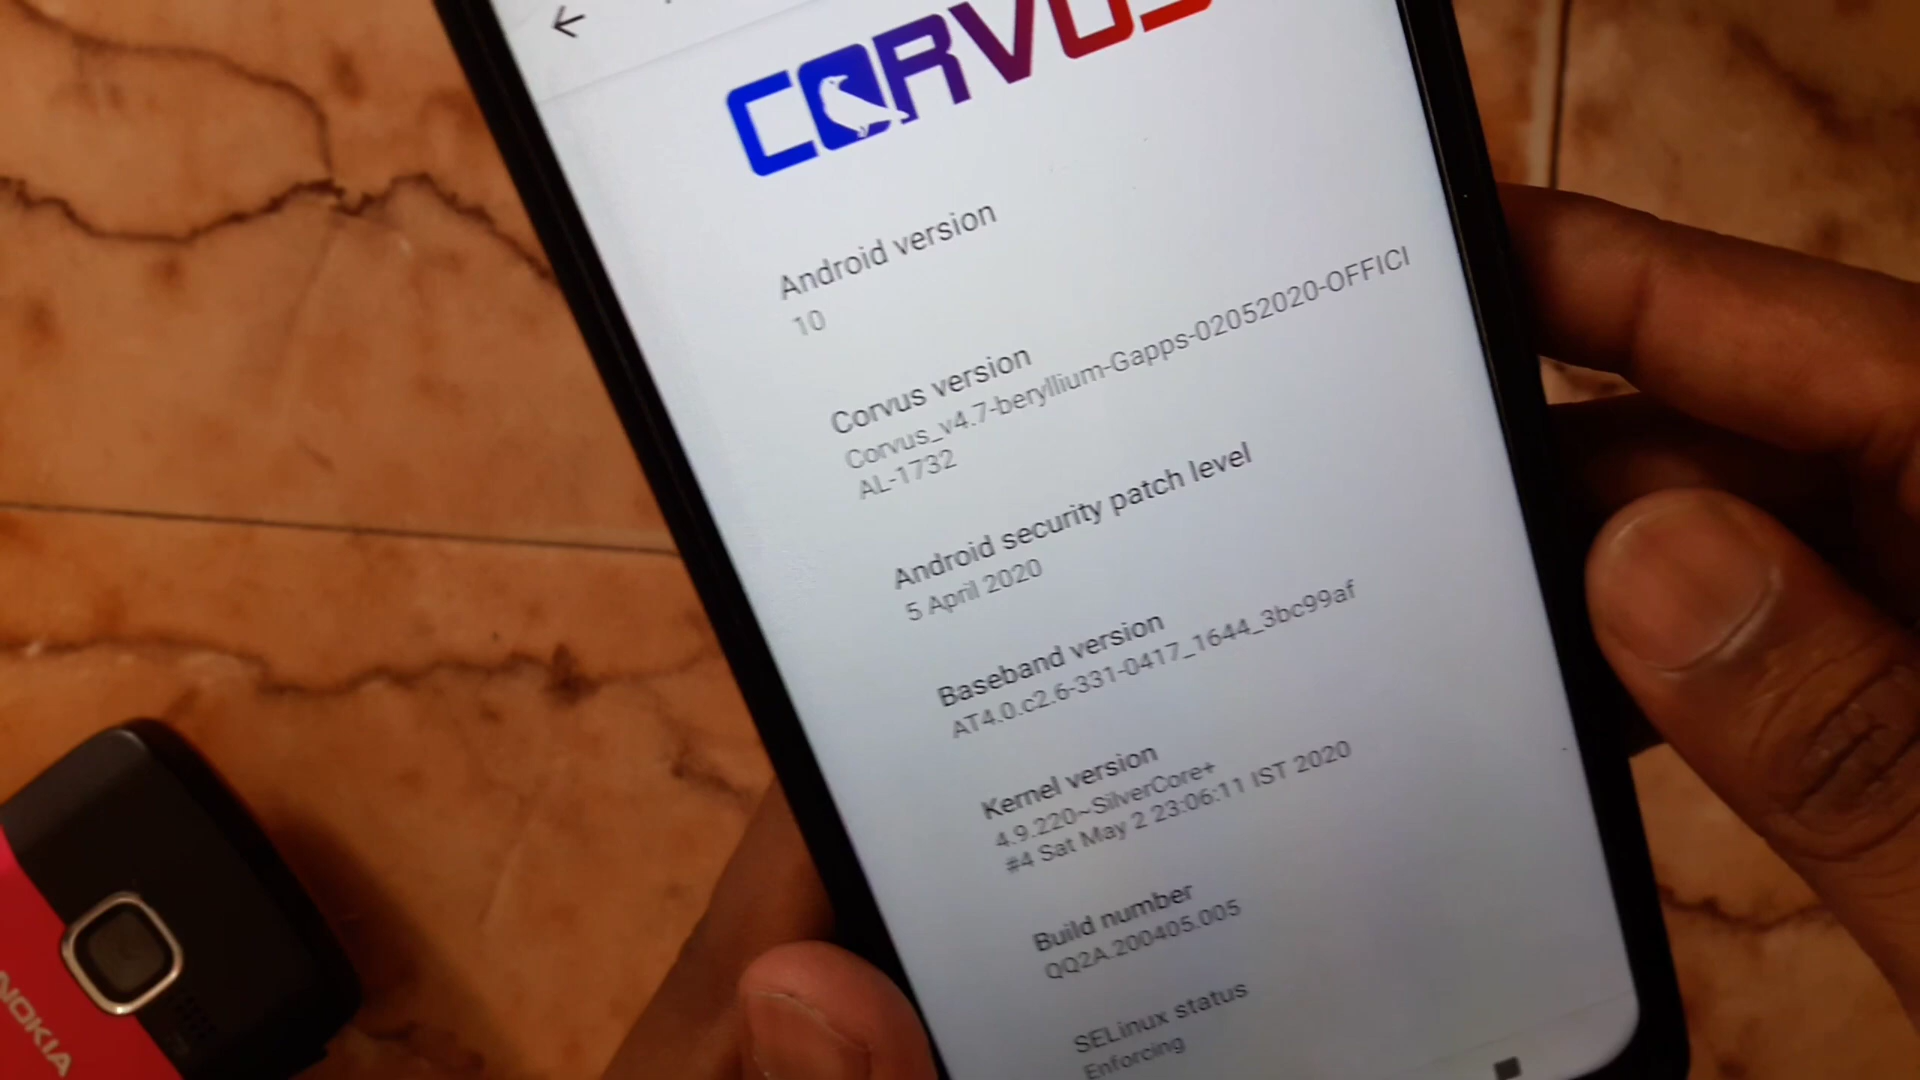 CORVUS
Android version
10
Corvus version
Corvus_v4.7-beryllium-Gapps-02052020-OFFICI
AL-1732
Android security patch level
5 April 2020
Baseband version
AT4.0.c2.6-331-0417_1644_3bc99af
Kernel version
4.9.220~SilverCore+
#4 Sat May 2 23:06:11 IST 2020
Build number
QQ2A.200405.005
SELinux status
Enforcing
NOKIA